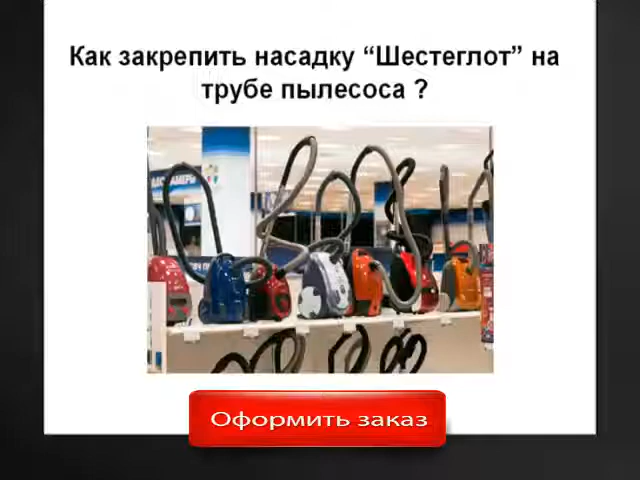 Как закрепить насадку “Шестеглот” на
трубе пылесоса ?
Оформить заказ